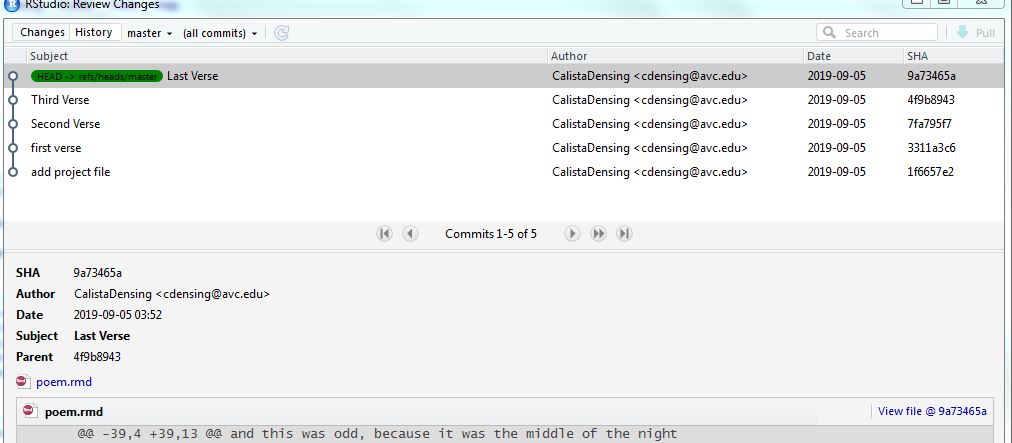 RStudio: Review Changes
Changes History master (all commits) Search Pull
Subject Author Date SHA
HEAD -> refs/heads/master Last Verse CalistaDensing <cdensing@avc.edu> 2019-09-05 9a73465a
Third Verse CalistaDensing <cdensing@avc.edu> 2019-09-05 4f9b8943
Second Verse CalistaDensing <cdensing@avc.edu> 2019-09-05 7fa795f7
first verse CalistaDensing <cdensing@avc.edu> 2019-09-05 3311a3c6
add project file CalistaDensing <cdensing@avc.edu> 2019-09-05 1f6657e2
Commits 1-5 of 5
SHA 9a73465a
Author CalistaDensing <cdensing@avc.edu>
Date 2019-09-05 03:52
Subject Last Verse
Parent 4f9b8943
poem.rmd
poem.rmd View file @ 9a73465a
@@ -39,4 +39,13 @@ and this was odd, because it was the middle of the night